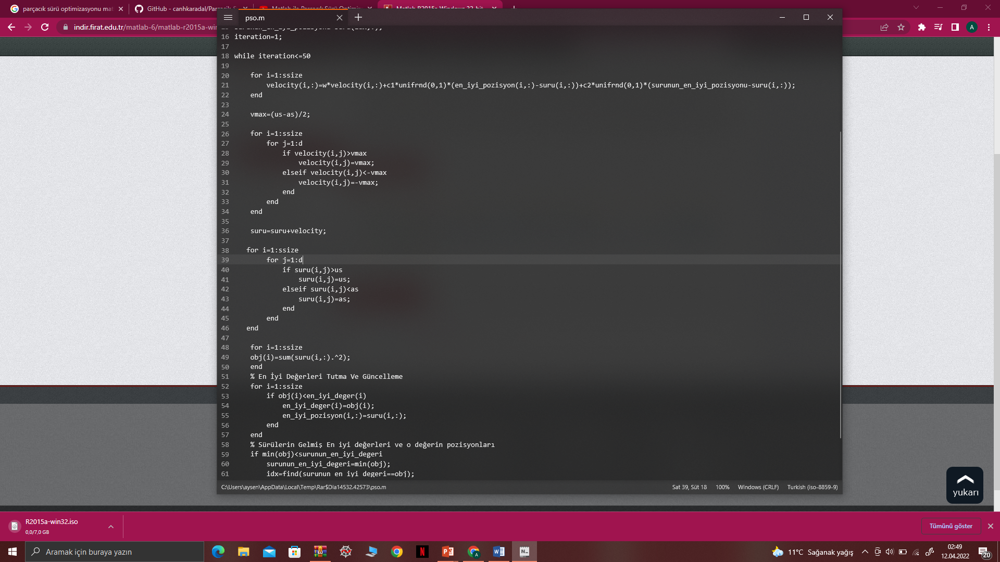 parçacık sürü optimizasyonu mat
GitHub - canhkaradal/Parçacık-S
Matlab ile Parçacık Sürü Optimiz
Matlab R2015a Windows 32-bit
indir.firat.edu.tr/matlab-6/matlab-r2015a-wi
A
pso.m
16 iteration=1;
17
18 while iteration<=50
19
20 for i=1:ssize
21 velocity(i,:)=w*velocity(i,:)+c1*unifrnd(0,1)*(en_iyi_pozisyon(i,:)-suru(i,:))+c2*unifrnd(0,1)*(surunun_en_iyi_pozisyonu-suru(i,:));
22 end
23
24 vmax=(us-as)/2;
25
26 for i=1:ssize
27 for j=1:d
28 if velocity(i,j)>vmax
29 velocity(i,j)=vmax;
30 elseif velocity(i,j)<-vmax
31 velocity(i,j)=-vmax;
32 end
33 end
34 end
35
36 suru=suru+velocity;
37
38 for i=1:ssize
39 for j=1:d
40 if suru(i,j)>us
41 suru(i,j)=us;
42 elseif suru(i,j)<as
43 suru(i,j)=as;
44 end
45 end
46 end
47
48 for i=1:ssize
49 obj(i)=sum(suru(i,:).^2);
50 end
51 % En İyi Değerleri Tutma Ve Güncelleme
52 for i=1:ssize
53 if obj(i)<en_iyi_deger(i)
54 en_iyi_deger(i)=obj(i);
55 en_iyi_pozisyon(i,:)=suru(i,:);
56 end
57 end
58 % Sürülerin Gelmiş En iyi değerleri ve o değerin pozisyonları
59 if min(obj)<surunun_en_iyi_degeri
60 surunun_en_iyi_degeri=min(obj);
61 idx=find(surunun_en_iyi_degeri==obj);
C:\Users\aysen\AppData\Local\Temp\Rar$DIa14532.42573\pso.m
Sat 39, Süt 18 100% Windows (CRLF) Turkish (iso-8859-9)
yukarı
R2015a-win32.iso
0,0/7,0 GB
Tümünü göster
Aramak için buraya yazın
11°C Sağanak yağış
02:49
12.04.2022
20